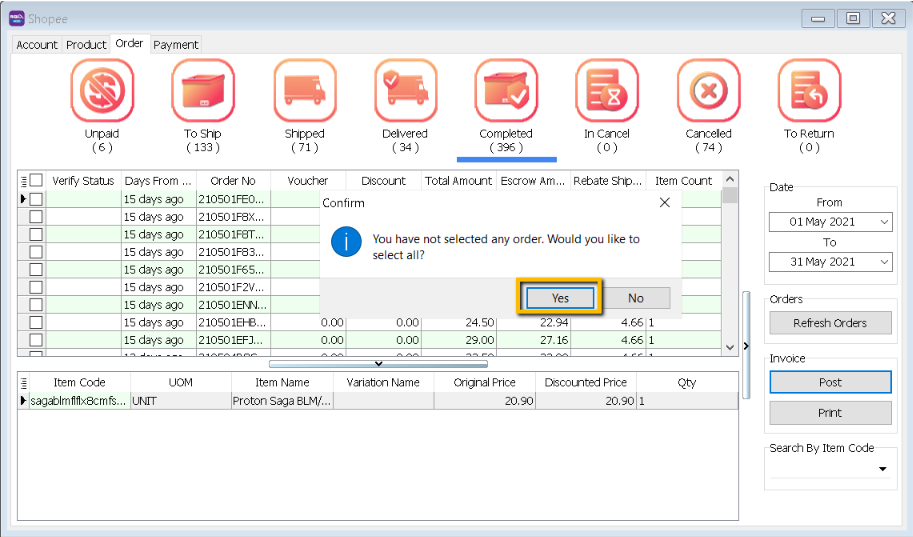 Shopee
Account Product Order Payment
Unpaid To Ship Shipped Delivered Completed In Cancel Cancelled To Return
( 6 ) ( 133 ) ( 71 ) ( 34 ) ( 396 ) ( 0 ) ( 74 ) ( 0 )
Verify Status Days From ... Order No Voucher Discount Total Amount Escrow Am... Rebate Ship... Item Count
15 days ago 210501FE0...
15 days ago 210501F8X...
15 days ago 210501F8T...
15 days ago 210501F83...
15 days ago 210501F65...
15 days ago 210501F2V...
15 days ago 210501ENN...
15 days ago 210501EHB... 0.00 0.00 24.50 22.94 4.66 1
15 days ago 210501EFJ... 0.00 0.00 29.00 27.16 4.66 1
Confirm
You have not selected any order. Would you like to
select all?
Yes No
Item Code UOM Item Name Variation Name Original Price Discounted Price Qty
sagablmflflx8cmfs... UNIT Proton Saga BLM/... 20.90 20.90 1
Date
From
01 May 2021
To
31 May 2021
Orders
Refresh Orders
Invoice
Post
Print
Search By Item Code